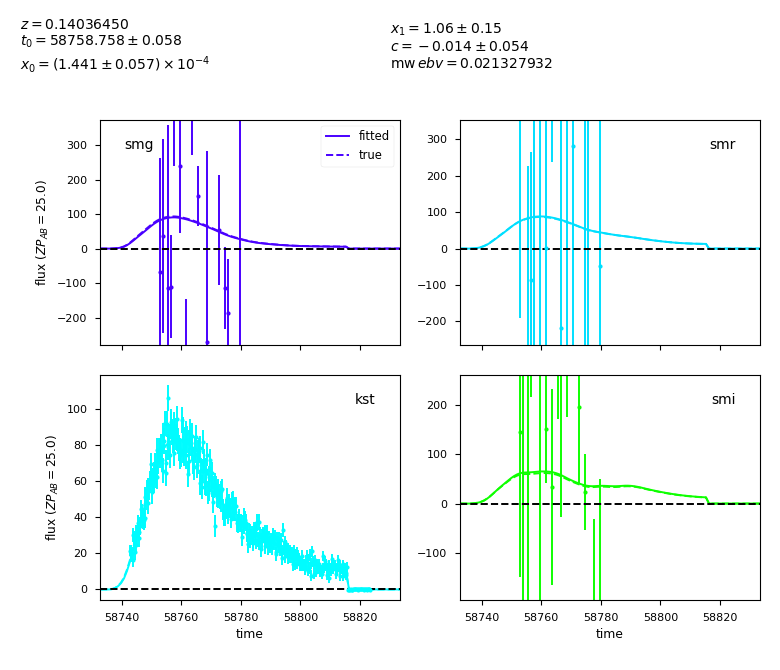 z = 0.14036450
t0 = 58758.758 ± 0.058
x0 = (1.441 ± 0.057) × 10^-4
x1 = 1.06 ± 0.15
c = −0.014 ± 0.054
mw ebv = 0.021327932
smg
fitted
true
300
200
100
0
−100
−200
flux (ZP_AB = 25.0)
smr
300
200
100
0
−100
−200
kst
100
80
60
40
20
0
flux (ZP_AB = 25.0)
58740 58760 58780 58800 58820
time
smi
200
100
0
−100
58740 58760 58780 58800 58820
time